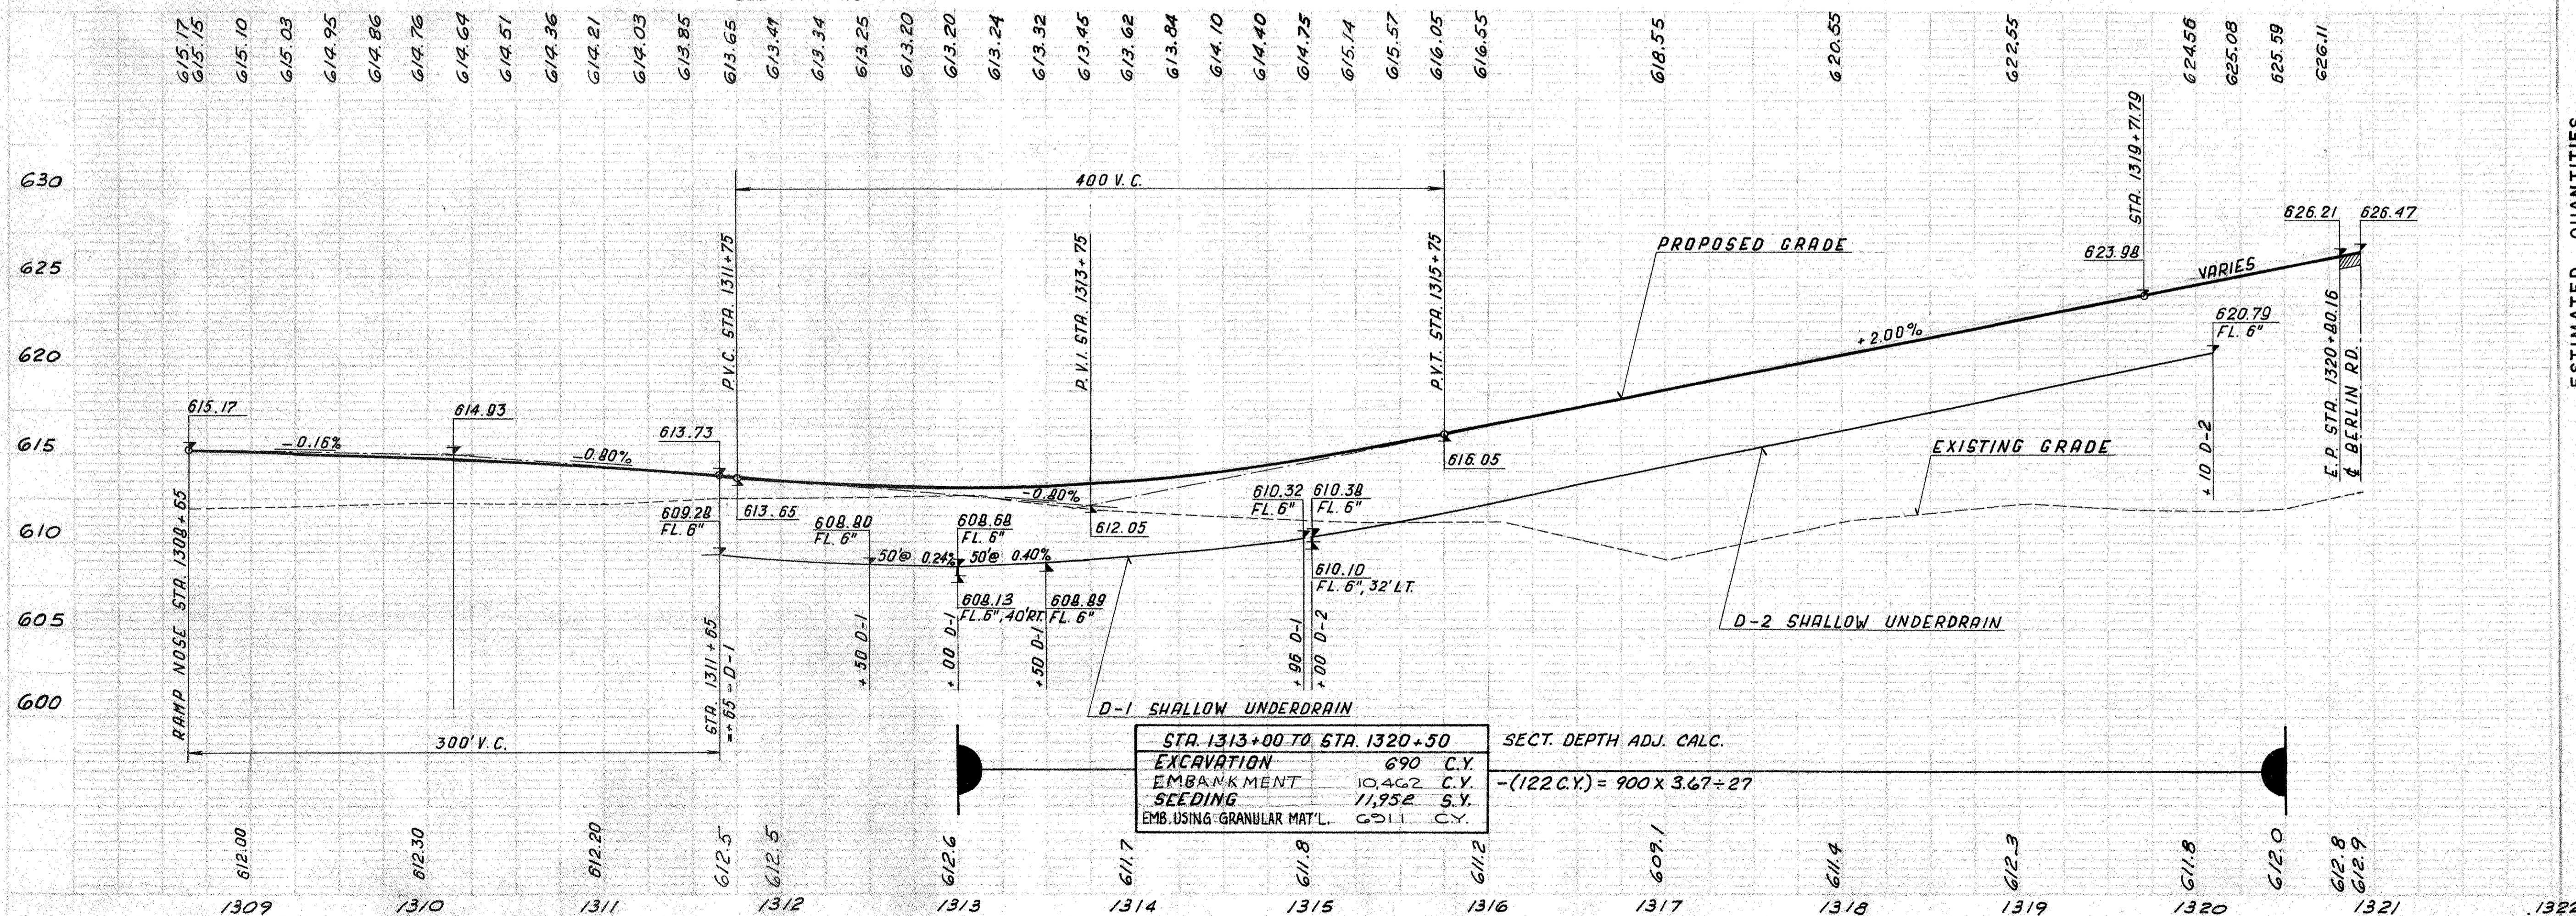 615.17
615.15
615.10
615.03
614.95
614.86
614.76
614.64
614.51
614.36
614.21
614.03
613.85
613.65
613.49
613.34
613.25
613.20
613.20
613.24
613.32
613.45
613.62
613.84
614.10
614.40
614.75
615.14
615.57
616.05
616.55
618.55
620.55
622.55
624.56
625.08
625.59
626.11
630
625
620
615
610
605
600
400 V.C.
P.V.C. STA. 1311+75
P.V.I. STA. 1313+75
P.V.T. STA. 1315+75
PROPOSED GRADE
STA. 1319+71.79
623.98
VARIES
626.21
626.47
+2.00%
620.79
FL. 6"
+10 D-2
E.P. STA. 1320+80.16
℄ BERLIN RD.
615.17
-0.16%
614.93
-0.80%
613.73
613.65
-0.80%
612.05
616.05
EXISTING GRADE
RAMP NOSE STA. 1308+65
609.28
FL. 6"
608.80
FL. 6"
608.68
FL. 6"
50'@ 0.24%
50'@ 0.40%
608.13
FL. 6", 40'RT.
608.89
FL. 6"
610.32
FL. 6"
610.38
FL. 6"
610.10
FL. 6", 32' LT.
STA. 1311+65
=+65 - D-1
+50 D-1
+00 D-1
+50 D-1
+96 D-1
+00 D-2
D-2 SHALLOW UNDERDRAIN
D-1 SHALLOW UNDERDRAIN
300' V.C.
STA. 1313+00 TO STA. 1320+50
EXCAVATION 690 C.Y.
EMBANKMENT 10,462 C.Y.
SEEDING 11,952 S.Y.
EMB. USING GRANULAR MAT'L. 6911 C.Y.
SECT. DEPTH ADJ. CALC.
-(122 C.Y.) = 900 X 3.67÷27
612.00
612.30
612.20
612.5
612.5
612.6
611.7
611.8
611.2
609.1
611.4
612.3
611.8
612.0
612.8
612.9
1309
1310
1311
1312
1313
1314
1315
1316
1317
1318
1319
1320
1321
1322
ESTIMATED QUANTITIES